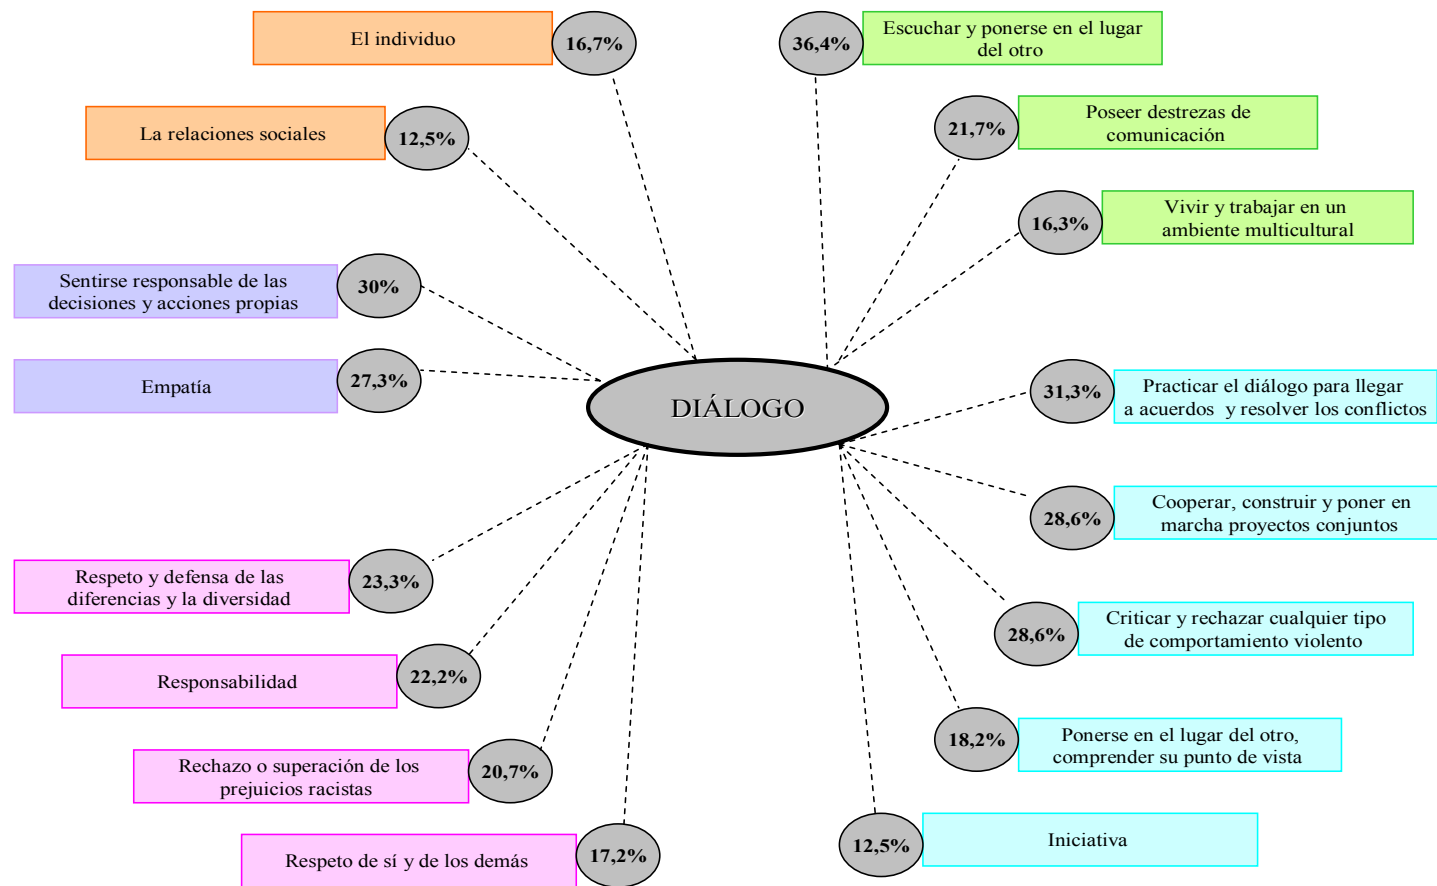 El individuo
16,7%
36,4%
Escuchar y ponerse en el lugar
del otro
La relaciones sociales
12,5%
21,7%
Poseer destrezas de
comunicación
16,3%
Vivir y trabajar en un
ambiente multicultural
Sentirse responsable de las
decisiones y acciones propias
30%
Empatía
27,3%
DIÁLOGO
31,3%
Practicar el diálogo para llegar
a acuerdos y resolver los conflictos
28,6%
Cooperar, construir y poner en
marcha proyectos conjuntos
Respeto y defensa de las
diferencias y la diversidad
23,3%
28,6%
Criticar y rechazar cualquier tipo
de comportamiento violento
Responsabilidad
22,2%
18,2%
Ponerse en el lugar del otro,
comprender su punto de vista
Rechazo o superación de los
prejuicios racistas
20,7%
12,5%
Iniciativa
Respeto de sí y de los demás
17,2%